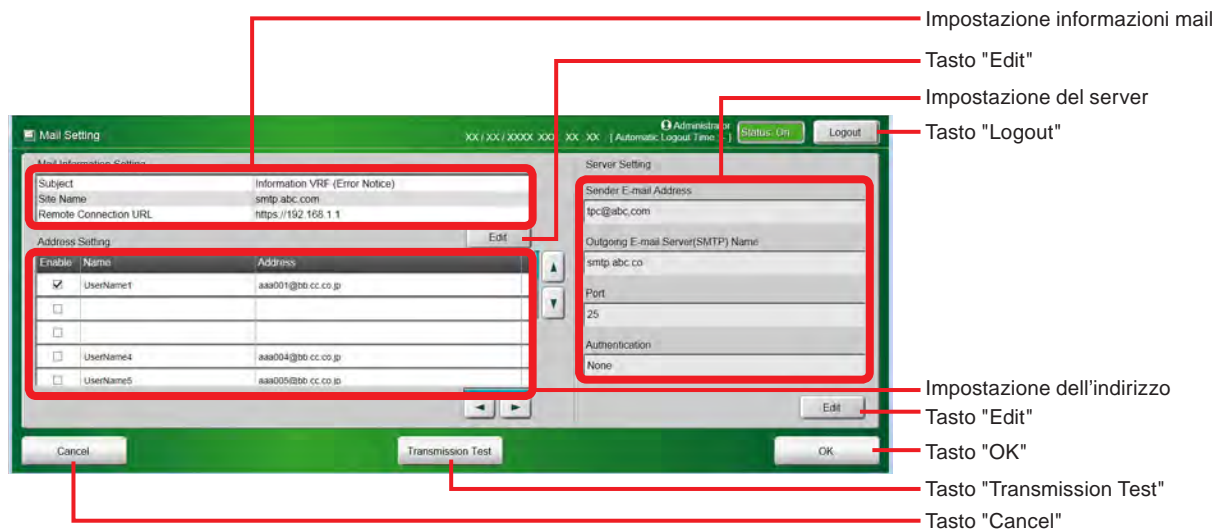 Impostazione informazioni mail
Tasto "Edit"
Impostazione del server
Tasto "Logout"
Mail Setting
XX / XX / XXXX XXX XX XX [ Automatic Logout Time
Administrator
Status: On
Logout
Mail Information Setting
Subject Information VRF (Error Notice)
Site Name smtp.abc.com
Remote Connection URL https://192.168.1.1
Edit
Address Setting
Enable Name Address
UserName1 aaa001@bb.cc.co.jp
UserName4 aaa004@bb.cc.co.jp
UserName5 aaa005@bb.cc.co.jp
Server Setting
Sender E-mail Address
tpc@abc.com
Outgoing E-mail Server(SMTP) Name
smtp.abc.co
Port
25
Authentication
None
Edit
Cancel
Transmission Test
OK
Impostazione dell'indirizzo
Tasto "Edit"
Tasto "OK"
Tasto "Transmission Test"
Tasto "Cancel"